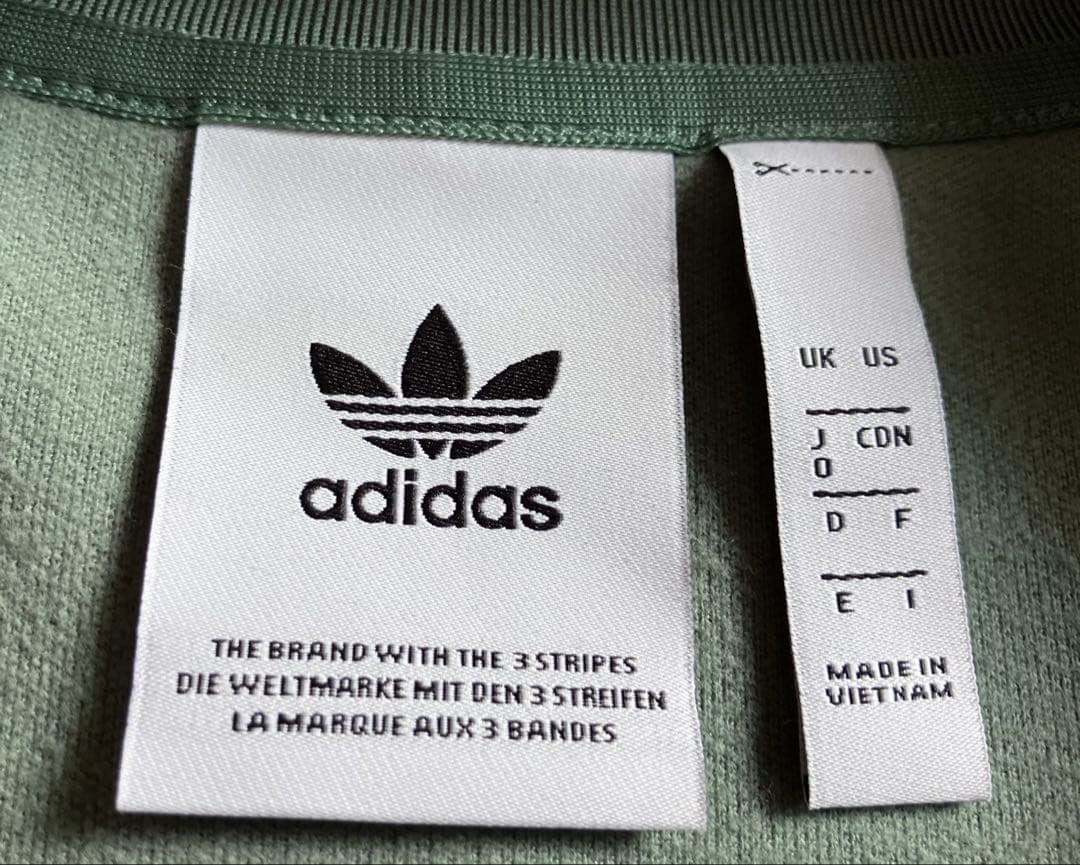 adidas
THE BRAND WITH THE 3 STRIPES
DIE WELTMARKE MIT DEN 3 STREIFEN
LA MARQUE AUX 3 BANDES
UK US
J CDN
O
D F
E I
MADE IN
VIETNAM